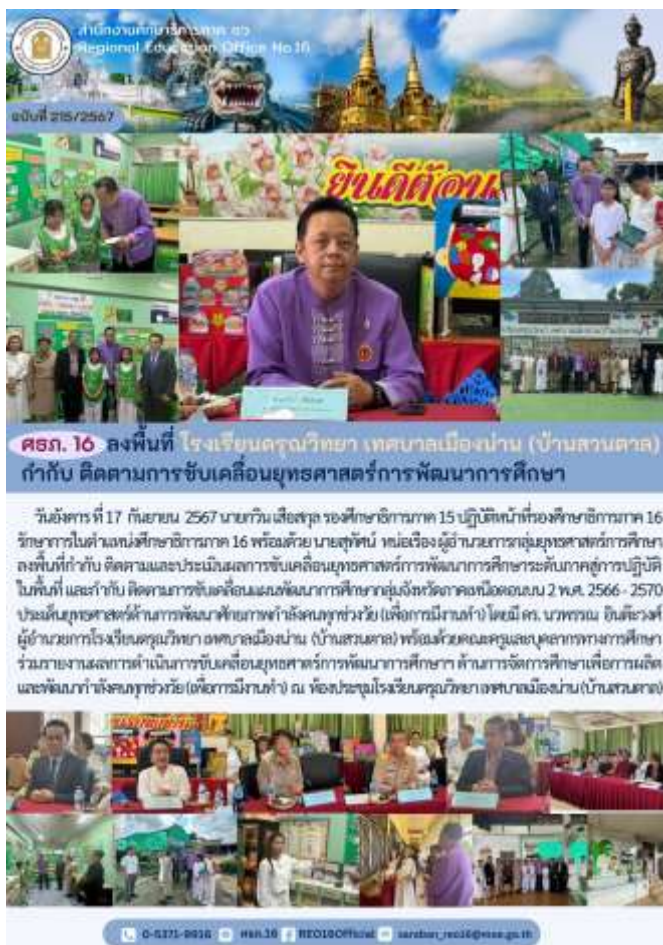 สำนักงานศึกษาธิการภาค ๑๖
Regional Education Office No.16
ฉบับที่ 215/2567
ยินดีต้อน
ศธภ. 16 ลงพื้นที่ โรงเรียนดรุณวิทยา เทศบาลเมืองน่าน (บ้านสวนตาล)
กำกับ ติดตามการขับเคลื่อนยุทธศาสตร์การพัฒนาการศึกษา
วันอังคาร ที่ 17 กันยายน 2567 นายกวิน เสือสกุล รองศึกษาธิการภาค 15 ปฏิบัติหน้าที่รองศึกษาธิการภาค 16
รักษาการในตำแหน่งศึกษาธิการภาค 16 พร้อมด้วย นายสุทัศน์ หน่อเรือง ผู้อำนวยการกลุ่มยุทธศาสตร์การศึกษา
ลงพื้นที่กำกับ ติดตามและประเมินผลการขับเคลื่อนยุทธศาสตร์การพัฒนาการศึกษาระดับภาคสู่การปฏิบัติ
ในพื้นที่ และกำกับ ติดตามการขับเคลื่อนแผนพัฒนาการศึกษากลุ่มจังหวัดภาคเหนือตอนบน 2 พ.ศ. 2566 - 2570
ประเด็นยุทธศาสตร์ด้านการพัฒนาศักยภาพกำลังคนทุกช่วงวัย (เพื่อการมีงานทำ) โดยมี ดร. นวพรรณ อินต๊ะวงศ์
ผู้อำนวยการโรงเรียนดรุณวิทยา เทศบาลเมืองน่าน (บ้านสวนตาล) พร้อมด้วยคณะครูและบุคลากรทางการศึกษา
ร่วมรายงานผลการดำเนินการขับเคลื่อนยุทธศาตร์การพัฒนาการศึกษาฯ ด้านการจัดการศึกษาเพื่อการผลิต
และพัฒนากำลังคนทุกช่วงวัย (เพื่อการมีงานทำ) ณ ห้องประชุมโรงเรียนดรุณวิทยา เทศบาลเมืองน่าน (บ้านสวนตาล)
0-5371-9916 ศธภ.16 REO16Official saraban_reo16@moe.go.th